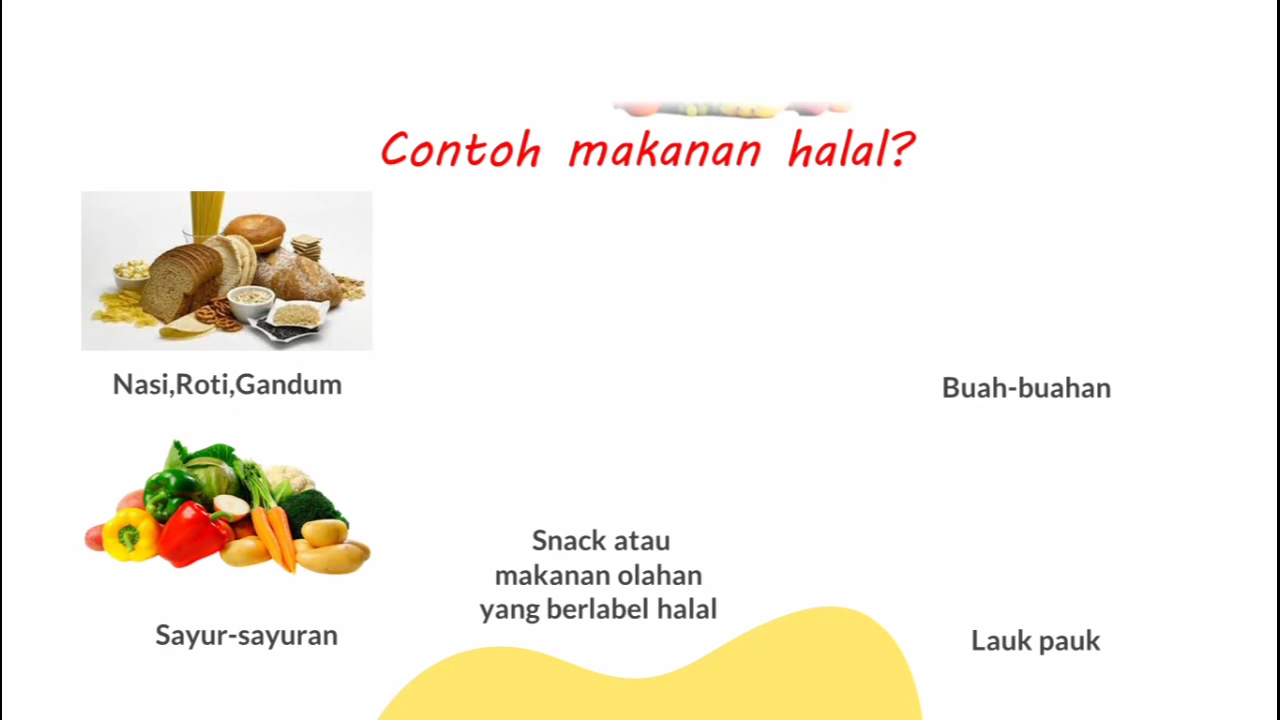 Contoh makanan halal?
Nasi,Roti,Gandum
Buah-buahan
Snack atau
makanan olahan
yang berlabel halal
Sayur-sayuran
Lauk pauk